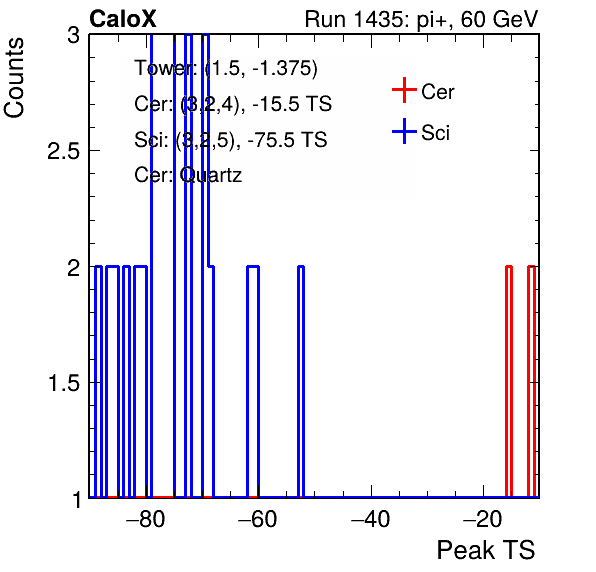 CaloX Run 1435: pi+, 60 GeV
Counts
3
2.5
2
1.5
1
Tower: (1.5, -1.375)
Cer: (3,2,4), -15.5 TS
Sci: (3,2,5), -75.5 TS
Cer: Quartz
Cer
Sci
−80 −60 −40 −20
Peak TS